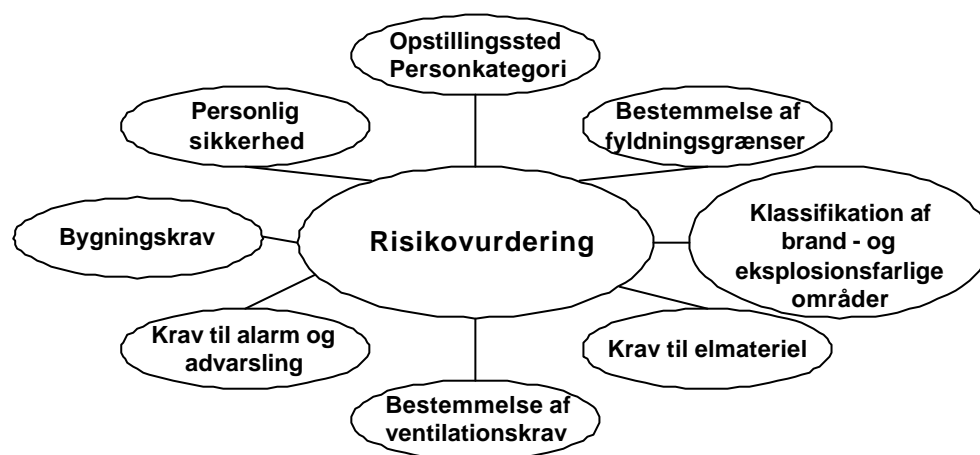 Opstillingssted
Personkategori
Personlig
sikkerhed
Bestemmelse af
fyldningsgrænser
Bygningskrav
Risikovurdering
Klassifikation af
brand - og
eksplosionsfarlige
områder
Krav til alarm og
advarsling
Krav til elmateriel
Bestemmelse af
ventilationskrav